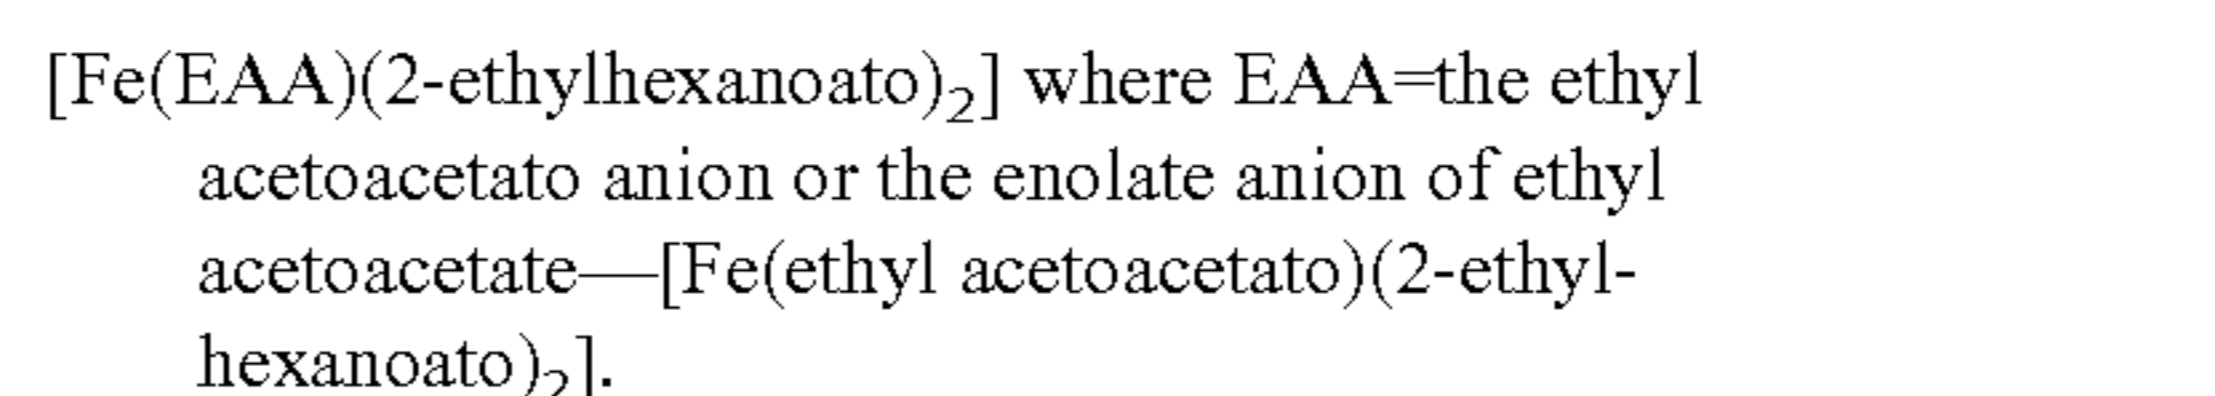 [Fe(EAA)(2-ethylhexanoato)₂] where EAA=the ethyl
acetoacetato anion or the enolate anion of ethyl
acetoacetate—[Fe(ethyl acetoacetato)(2-ethyl-
hexanoato)₂].